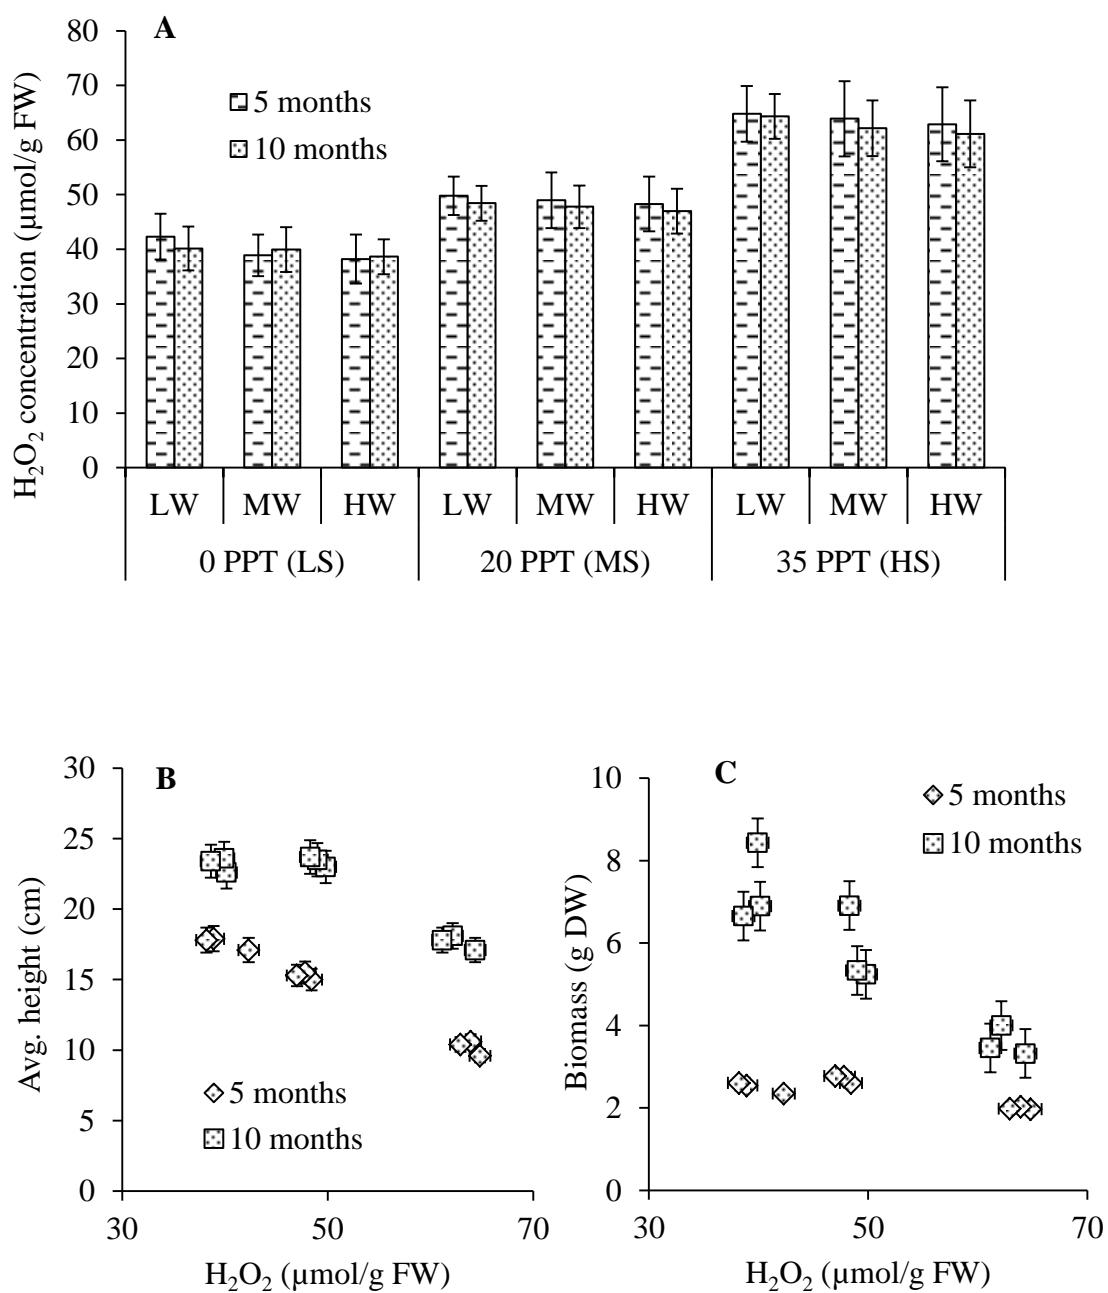 A
80
70
60
50
40
30
20
10
0
H₂O₂ concentration (µmol/g FW)
5 months
10 months
LW MW HW LW MW HW LW MW HW
0 PPT (LS) 20 PPT (MS) 35 PPT (HS)
B
30
25
20
15
10
5
0
Avg. height (cm)
5 months
10 months
30 50 70
H₂O₂ (µmol/g FW)
C
10
8
6
4
2
0
Biomass (g DW)
5 months
10 months
30 50 70
H₂O₂ (µmol/g FW)